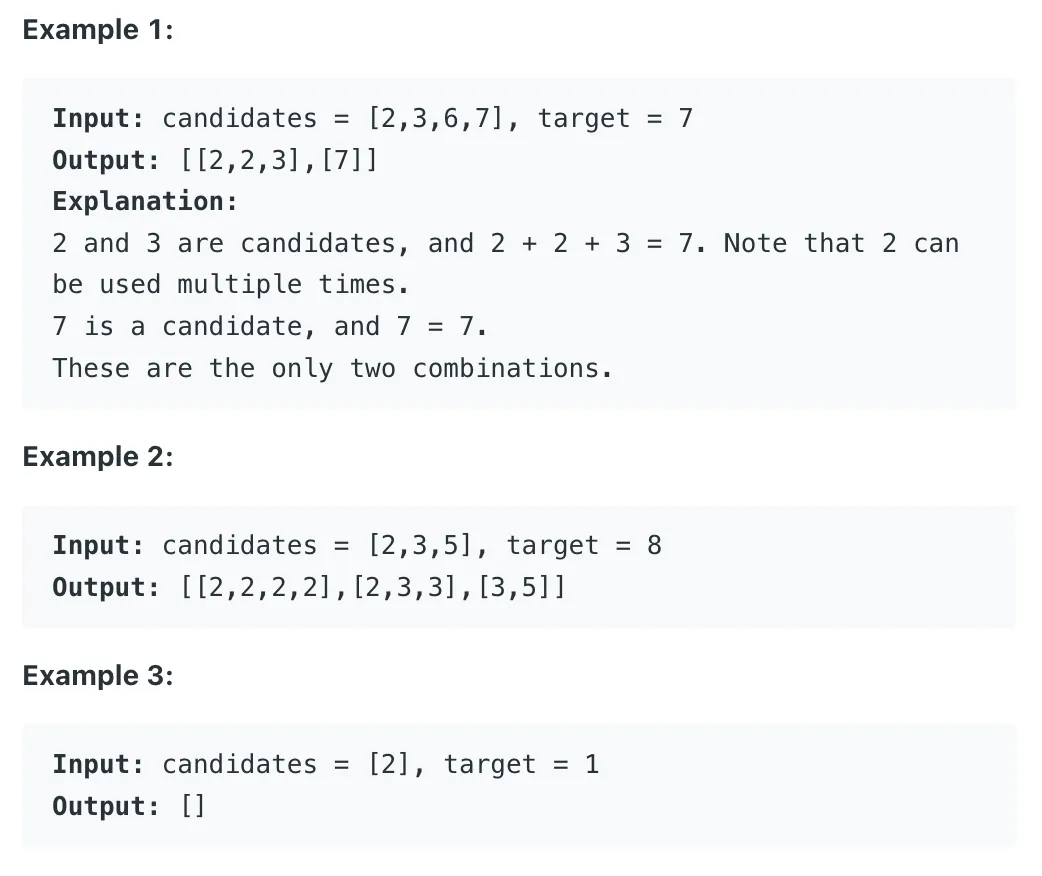 Example 1:
Input: candidates = [2,3,6,7], target = 7
Output: [[2,2,3],[7]]
Explanation:
2 and 3 are candidates, and 2 + 2 + 3 = 7. Note that 2 can
be used multiple times.
7 is a candidate, and 7 = 7.
These are the only two combinations.
Example 2:
Input: candidates = [2,3,5], target = 8
Output: [[2,2,2,2],[2,3,3],[3,5]]
Example 3:
Input: candidates = [2], target = 1
Output: []